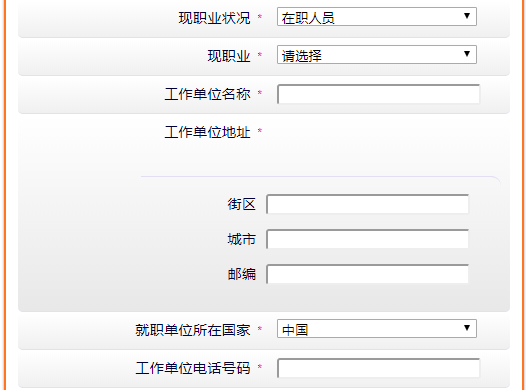 现职业状况 * 在职人员
现职业 * 请选择
工作单位名称 *
工作单位地址 *
街区
城市
邮编
就职单位所在国家 * 中国
工作单位电话号码 *